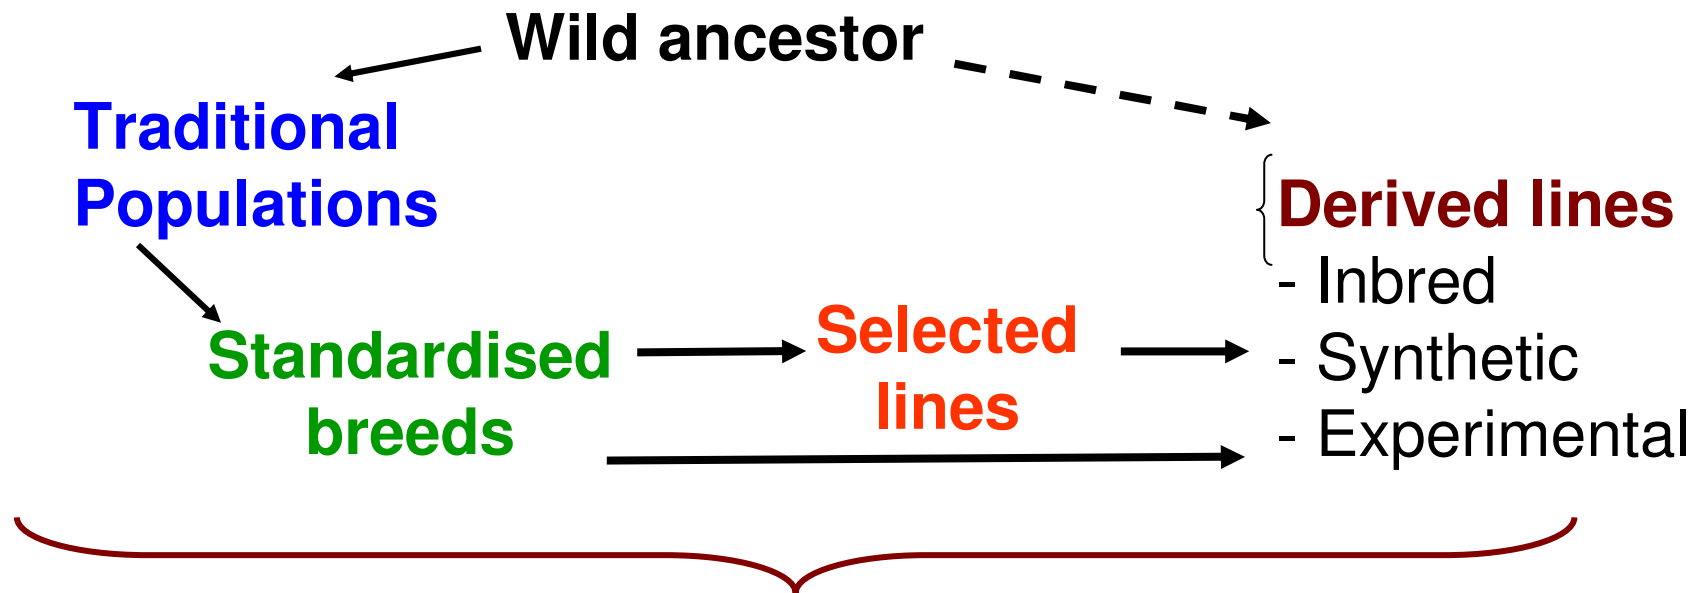 Wild ancestor
Traditional
Populations
Standardised
breeds
Selected
lines
Derived lines
- Inbred
- Synthetic
- Experimental